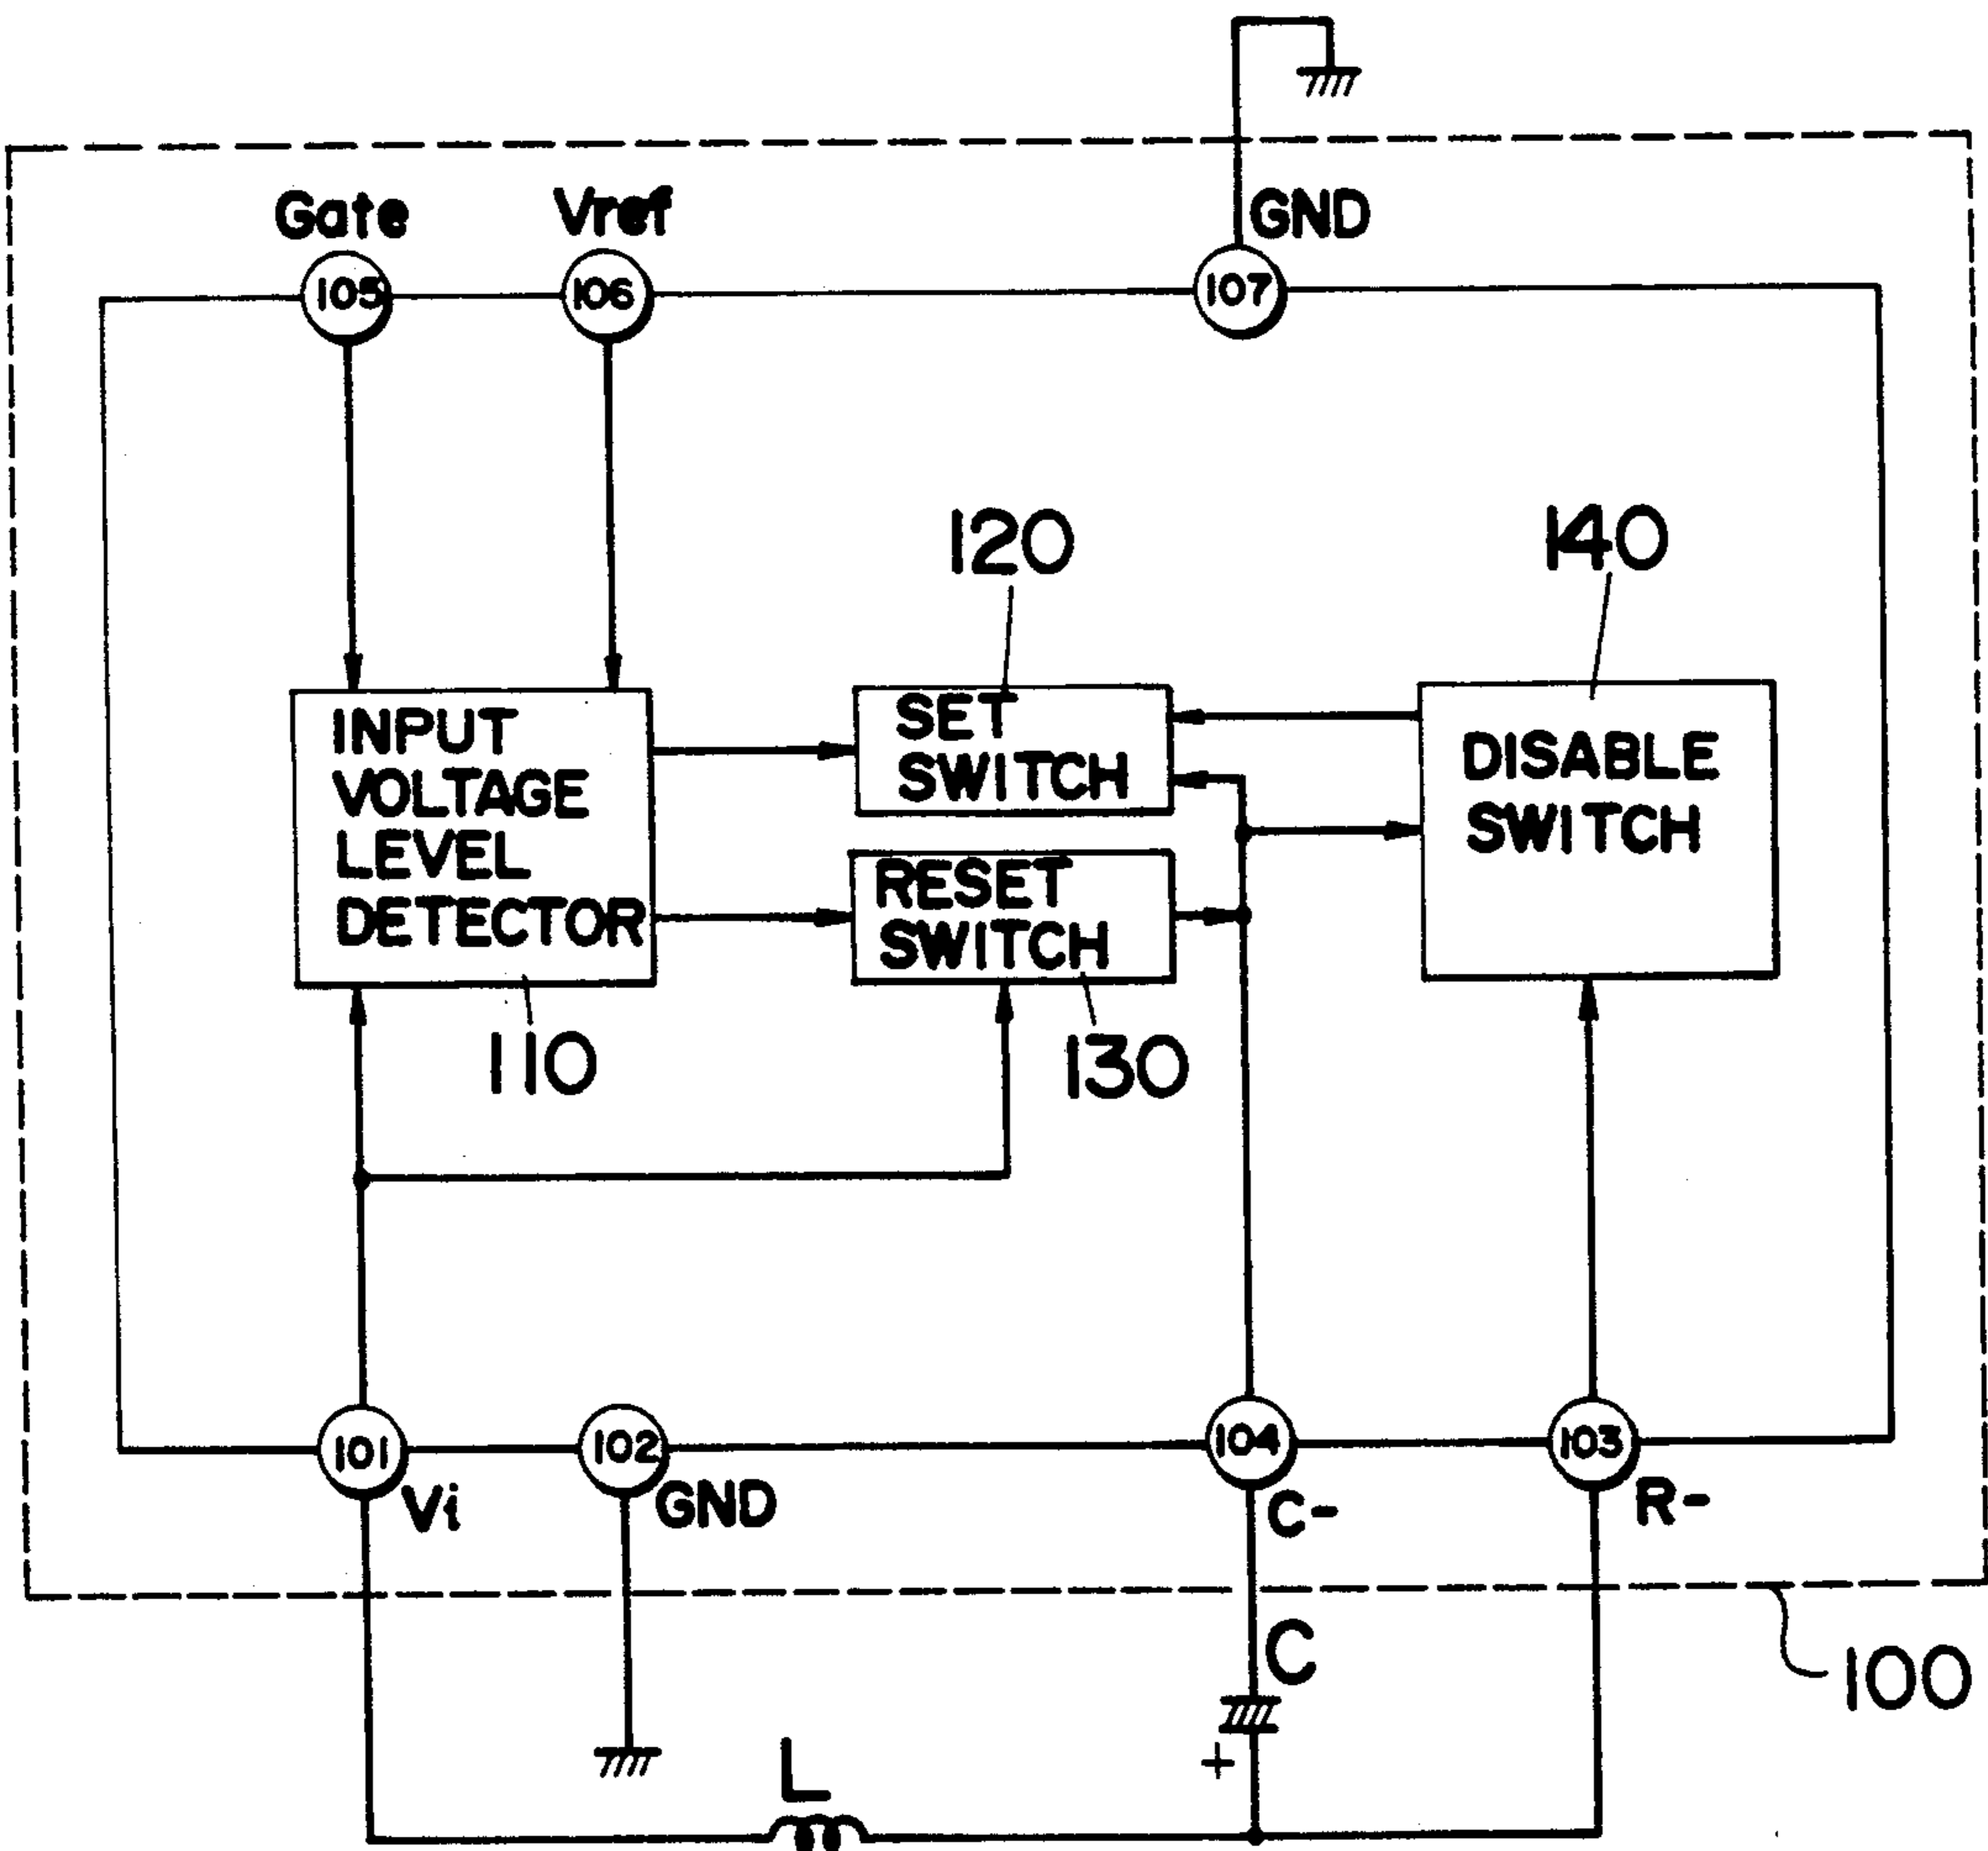 Gate
Vref
GND
105
106
107
120
140
INPUT
VOLTAGE
LEVEL
DETECTOR
SET
SWITCH
DISABLE
SWITCH
RESET
SWITCH
110
130
101
102
104
103
Vi
GND
C-
R-
C
100
+
L